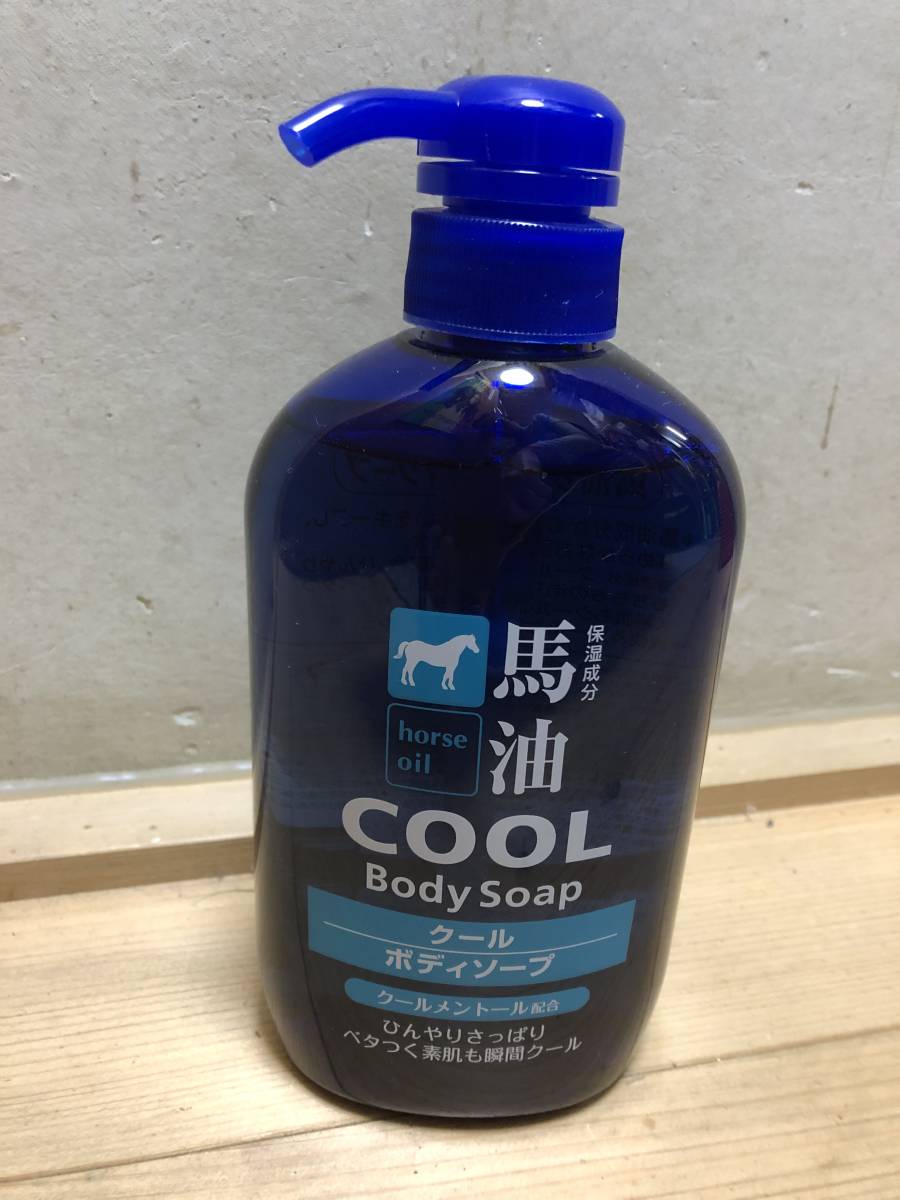 馬油
保湿成分
horse
oil
COOL
Body Soap
クール
ボディソープ
クールメントール配合
ひんやりさっぱり
ベタつく素肌も瞬間クール